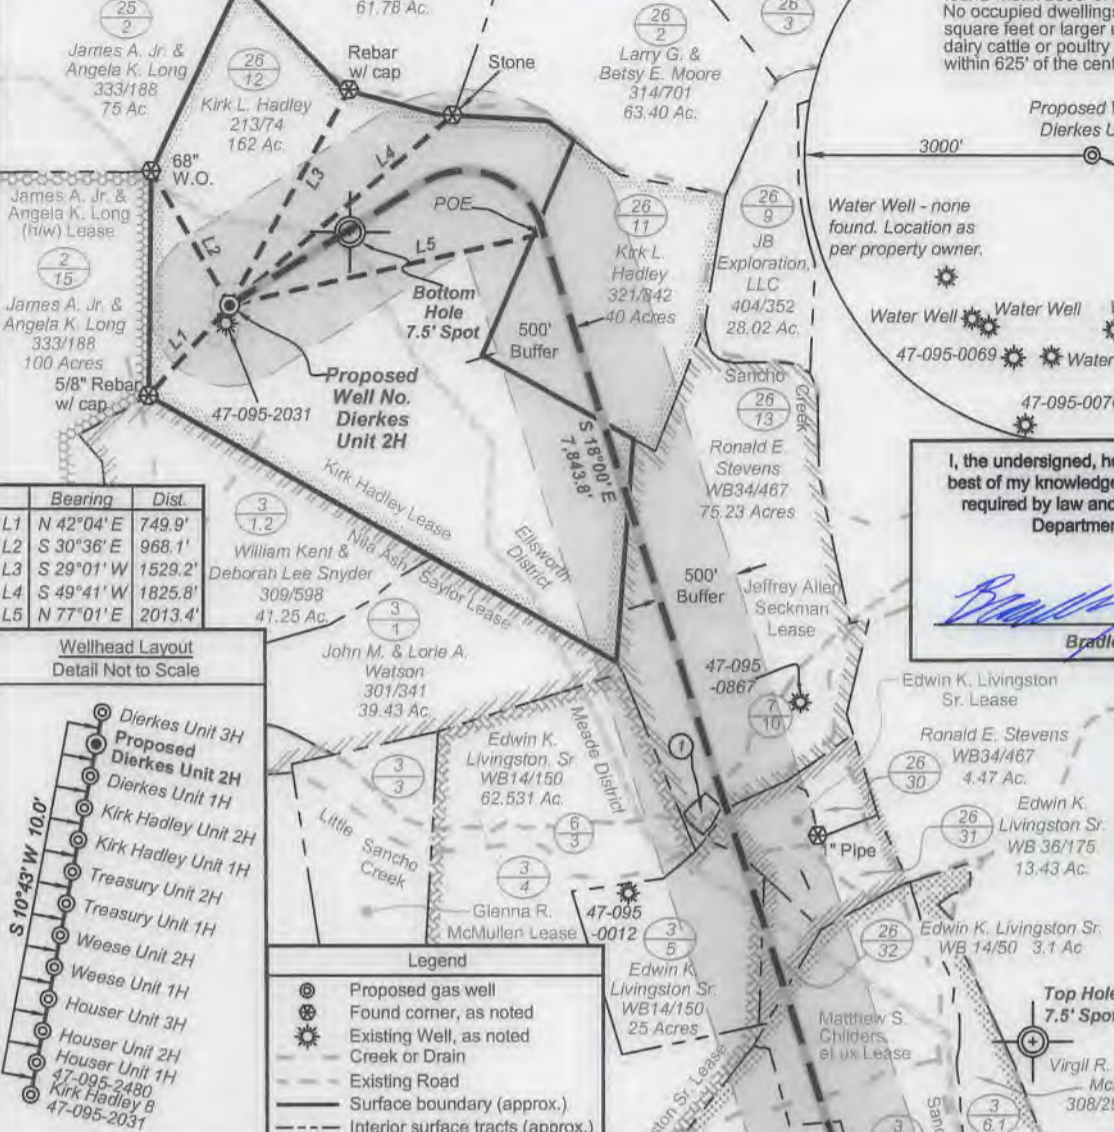 25
2
James A. Jr. &
Angela K. Long
333/188
75 Ac.
61.78 Ac.
26
12
Kirk L. Hadley
213/74
162 Ac.
Rebar
w/ cap
Stone
26
2
Larry G. &
Betsy E. Moore
314/701
63.40 Ac.
26
3
No occupied dwellings
square feet or larger
dairy cattle or poultry
within 625' of the cent
Proposed
Dierkes U
3000'
68"
W.O.
James A. Jr. &
Angela K. Long
(h/w) Lease
2
15
James A. Jr. &
Angela K. Long
333/188
100 Acres
5/8" Rebar
w/ cap
L1
L2
L3
L4
L5
POE
Bottom
Hole
7.5' Spot
47-095-2031
Proposed
Well No.
Dierkes
Unit 2H
500'
Buffer
26
11
Kirk L.
Hadley
321/842
40 Acres
26
9
JB
Exploration,
LLC
404/352
28.02 Ac.
Water Well - none
found. Location as
per property owner.
Water Well
Water Well
47-095-0069
Water
47-095-0070
Sancho
Creek
26
13
Ronald E.
Stevens
WB34/467
75.23 Acres
S 18°00' E
7,843.8'
I, the undersigned, he
best of my knowledge
required by law and
Departmen
Bradle
Bearing Dist.
L1 N 42°04' E 749.9'
L2 S 30°36' E 968.1'
L3 S 29°01' W 1529.2'
L4 S 49°41' W 1825.8'
L5 N 77°01' E 2013.4'
3
1.2
William Kent &
Deborah Lee Snyder
309/598
41.25 Ac.
Kirk Hadley Lease
Nila Ash Saylor Lease
Ellsworth
District
3
1
John M. & Lorie A.
Watson
301/341
39.43 Ac.
500'
Buffer
Jeffrey Allen
Seckman
Lease
47-095
-0867
7
10
Edwin K. Livingston
Sr. Lease
Ronald E. Stevens
WB34/467
4.47 Ac.
26
30
Edwin K.
Livingston Sr.
WB 36/175
13.43 Ac.
26
31
1" Pipe
Edwin K. Livingston Sr.
WB 14/50 3.1 Ac
26
32
Wellhead Layout
Detail Not to Scale
Dierkes Unit 3H
Proposed
Dierkes Unit 2H
Dierkes Unit 1H
Kirk Hadley Unit 2H
Kirk Hadley Unit 1H
Treasury Unit 2H
Treasury Unit 1H
Weese Unit 2H
Weese Unit 1H
Houser Unit 3H
Houser Unit 2H
Houser Unit 1H
47-095-2480
Kirk Hadley 8
47-095-2031
S 10°43' W 10.0'
3
3
Little
Sancho
Creek
Edwin K.
Livingston, Sr.
WB14/150
62.531 Ac.
Meade District
1
6
3
3
4
Glenna R.
McMullen Lease
47-095
-0012
3
5
Edwin K.
Livingston Sr.
WB14/150
25 Acres
ston Sr. Lease
Matthew S.
Childers,
et ux Lease
Top Hole
7.5' Spot
Virgil R.
308/29
3
6.1
3
Legend
Proposed gas well
Found corner, as noted
Existing Well, as noted
Creek or Drain
Existing Road
Surface boundary (approx.)
Interior surface tracts (approx.)